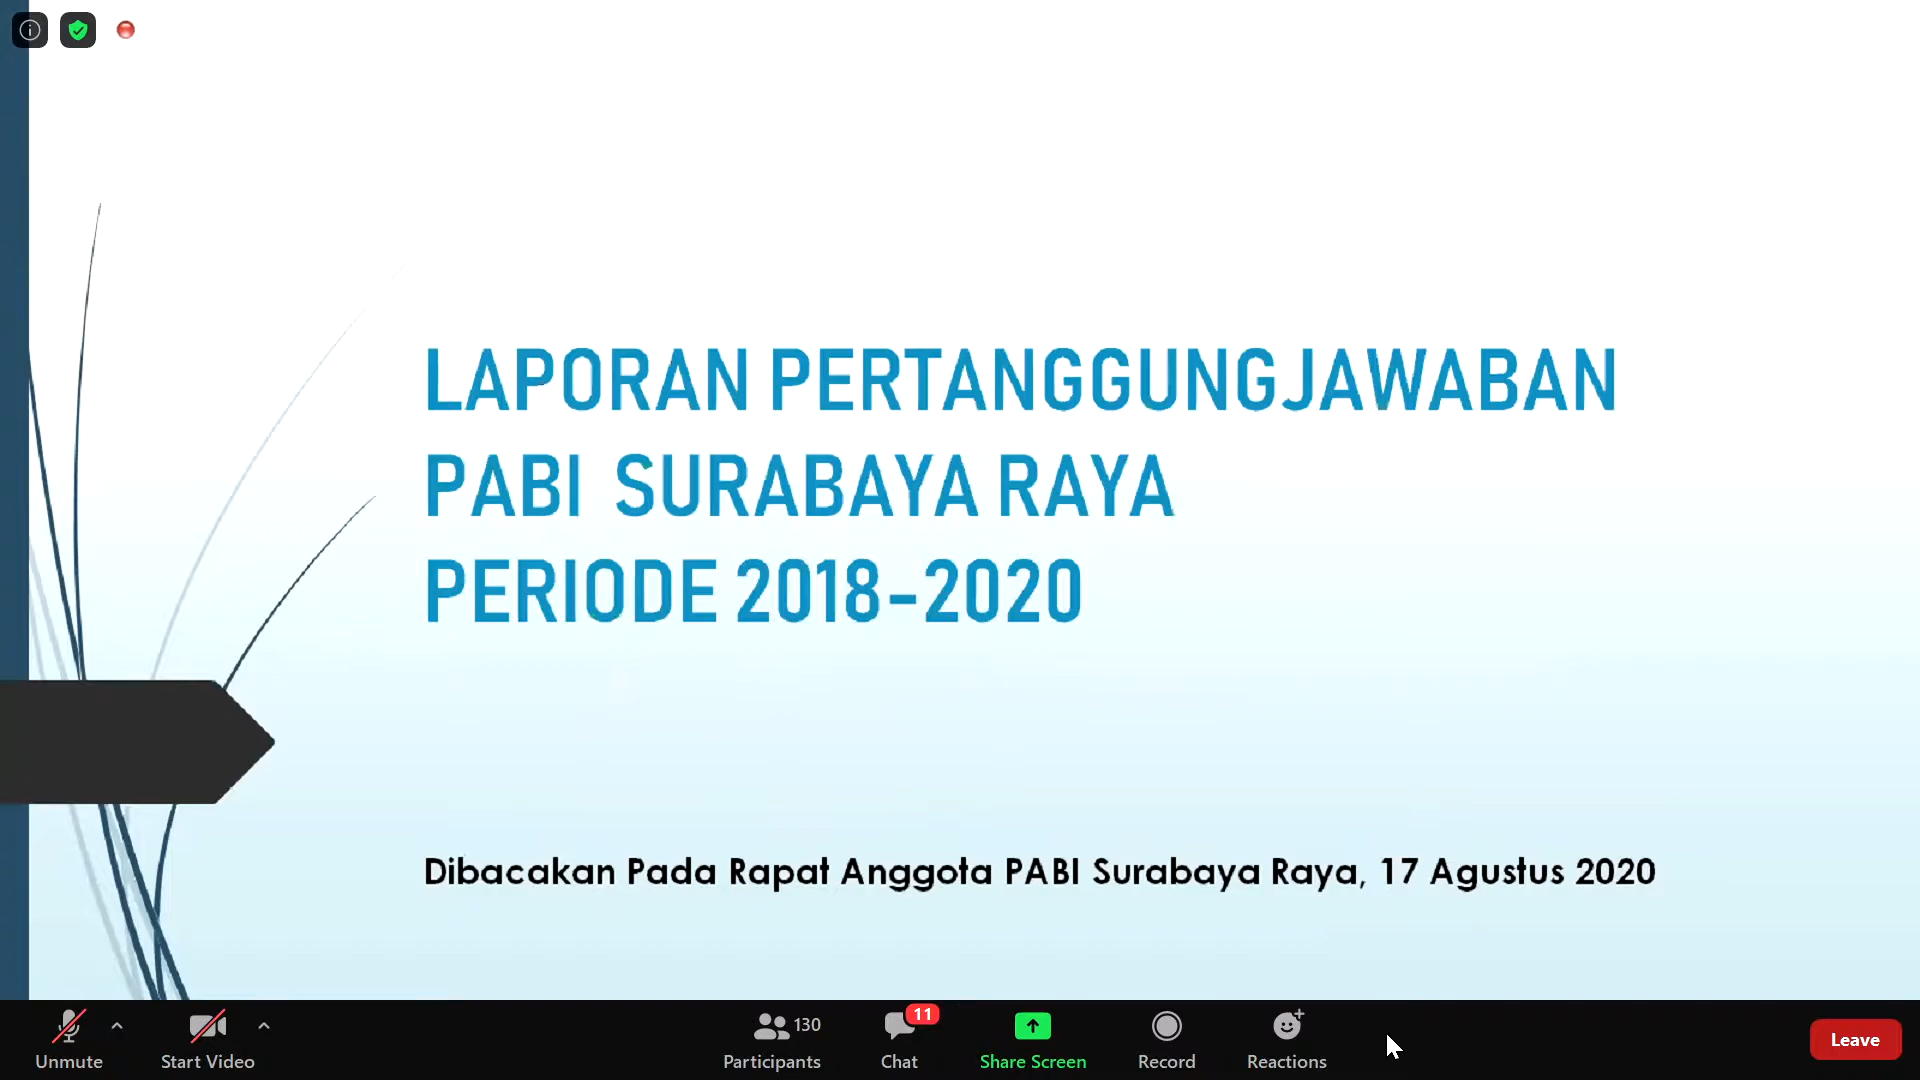 LAPORAN PERTANGGUNGJAWABAN
PABI SURABAYA RAYA
PERIODE 2018-2020
Dibacakan Pada Rapat Anggota PABI Surabaya Raya, 17 Agustus 2020
130
11
Unmute
Start Video
Participants
Chat
Share Screen
Record
Reactions
Leave